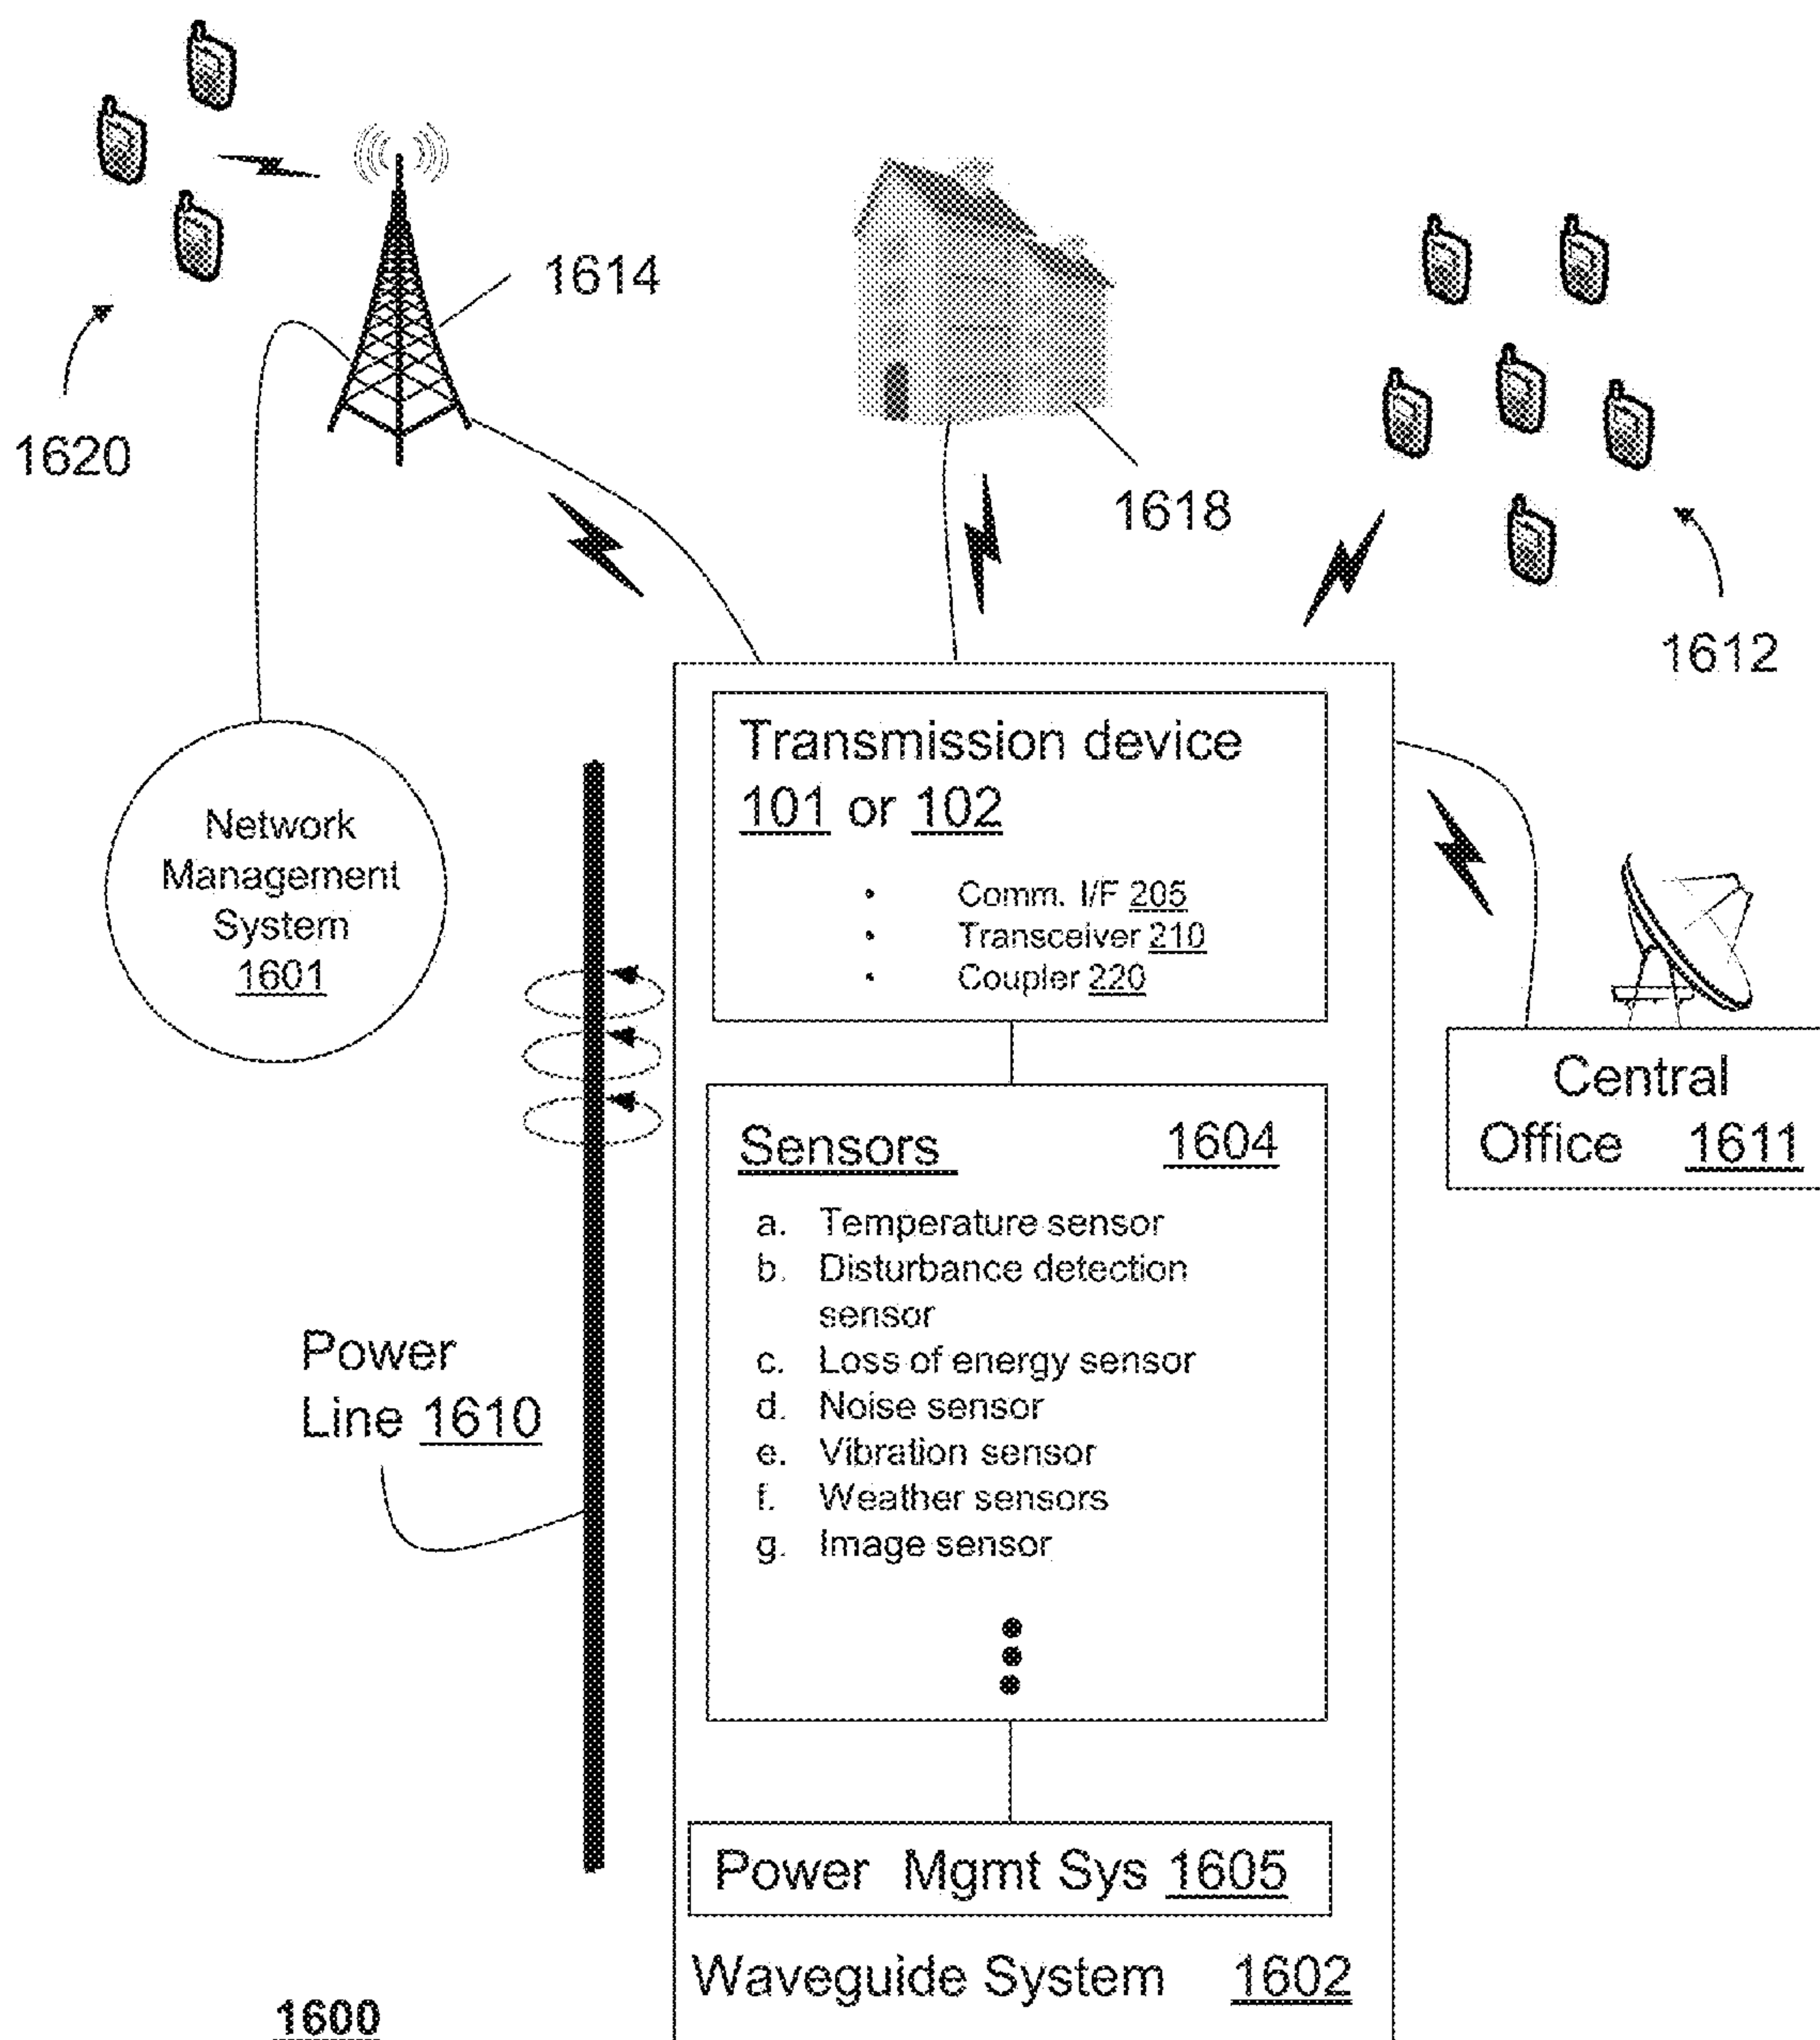 1614
1620
1618
1612
Network
Management
System
1601
Transmission device
101 or 102
• Comm. I/F 205
• Transceiver 210
• Coupler 220
Central
Office 1611
Sensors 1604
a. Temperature sensor
b. Disturbance detection
sensor
c. Loss of energy sensor
d. Noise sensor
e. Vibration sensor
f. Weather sensors
g. Image sensor
Power
Line 1610
Power Mgmt Sys 1605
Waveguide System 1602
1600